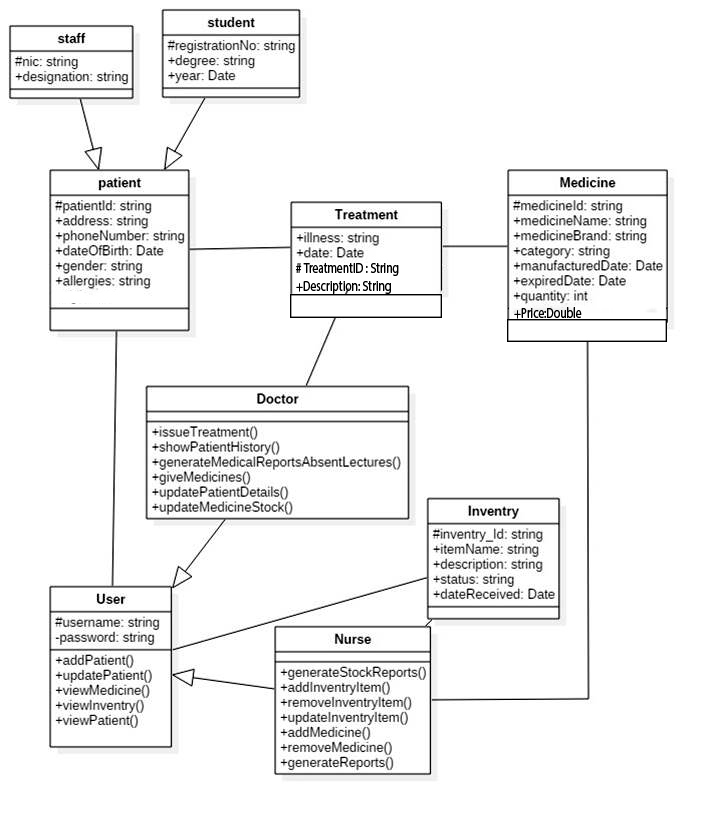 staff
#nic: string
+designation: string
student
#registrationNo: string
+degree: string
+year: Date
patient
#patientId: string
+address: string
+phoneNumber: string
+dateOfBirth: Date
+gender: string
+allergies: string
Treatment
+illness: string
+date: Date
# TreatmentID : String
+Description: String
Medicine
#medicineId: string
+medicineName: string
+medicineBrand: string
+category: string
+manufacturedDate: Date
+expiredDate: Date
+quantity: int
+Price:Double
Doctor
+issueTreatment()
+showPatientHistory()
+generateMedicalReportsAbsentLectures()
+giveMedicines()
+updatePatientDetails()
+updateMedicineStock()
Inventry
#inventry_Id: string
+itemName: string
+description: string
+status: string
+dateReceived: Date
User
#username: string
-password: string
+addPatient()
+updatePatient()
+viewMedicine()
+viewInventry()
+viewPatient()
Nurse
+generateStockReports()
+addInventryItem()
+removeInventryItem()
+updateInventryItem()
+addMedicine()
+removeMedicine()
+generateReports()